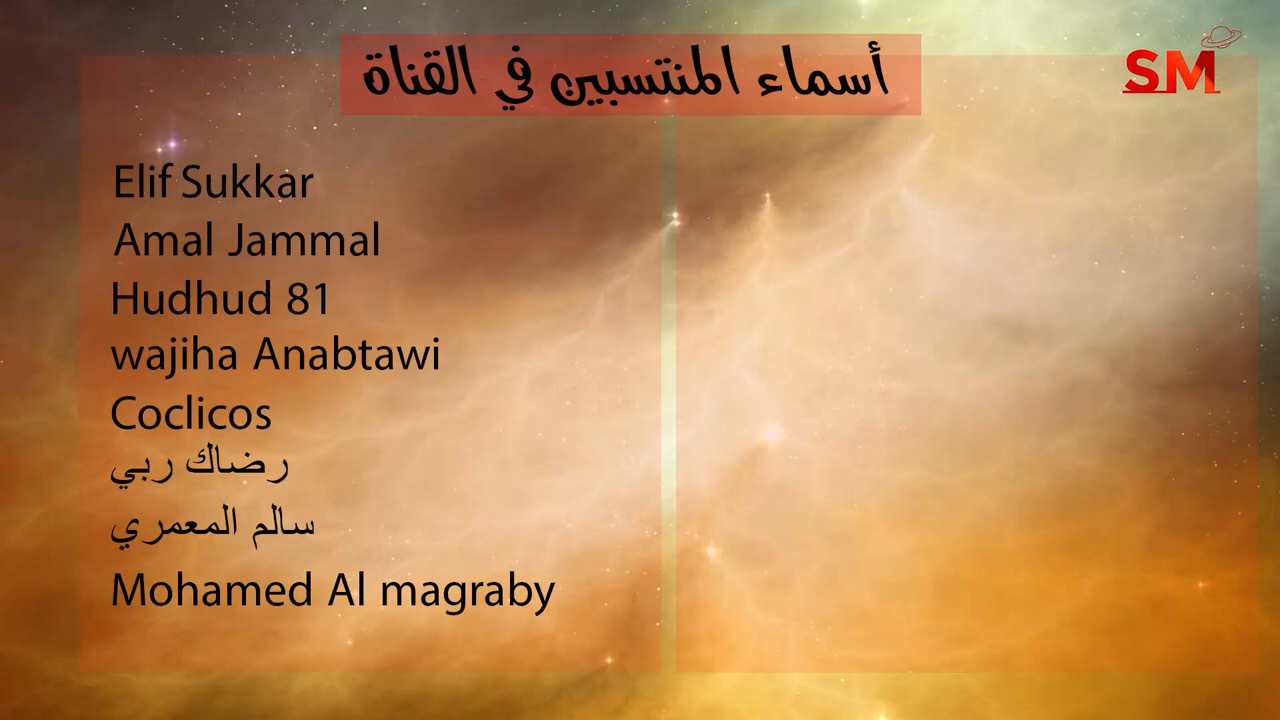 أسماء المنتسبين في القناة
SM
Elif Sukkar
Amal Jammal
Hudhud 81
wajiha Anabtawi
Coclicos
رضاك ربي
سالم المعمري
Mohamed Al magraby